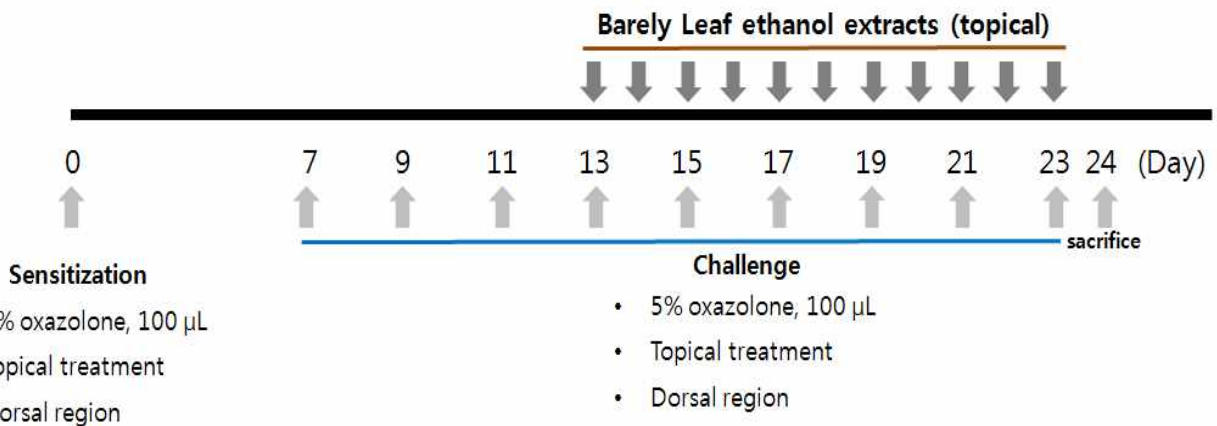 Barely Leaf ethanol extracts (topical)
0 7 9 11 13 15 17 19 21 23 24 (Day)
sacrifice
Sensitization
% oxazolone, 100 μL
opical treatment
orsal region
Challenge
• 5% oxazolone, 100 μL
• Topical treatment
• Dorsal region